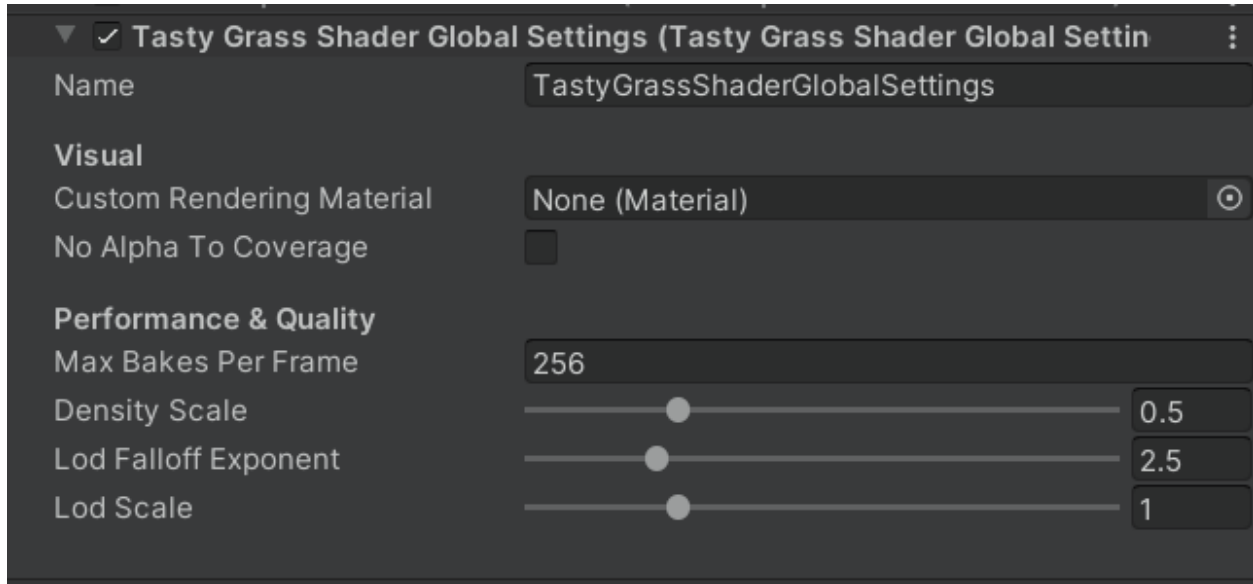 Tasty Grass Shader Global Settings (Tasty Grass Shader Global Settin
Name TastyGrassShaderGlobalSettings
Visual
Custom Rendering Material None (Material)
No Alpha To Coverage
Performance & Quality
Max Bakes Per Frame 256
Density Scale 0.5
Lod Falloff Exponent 2.5
Lod Scale 1